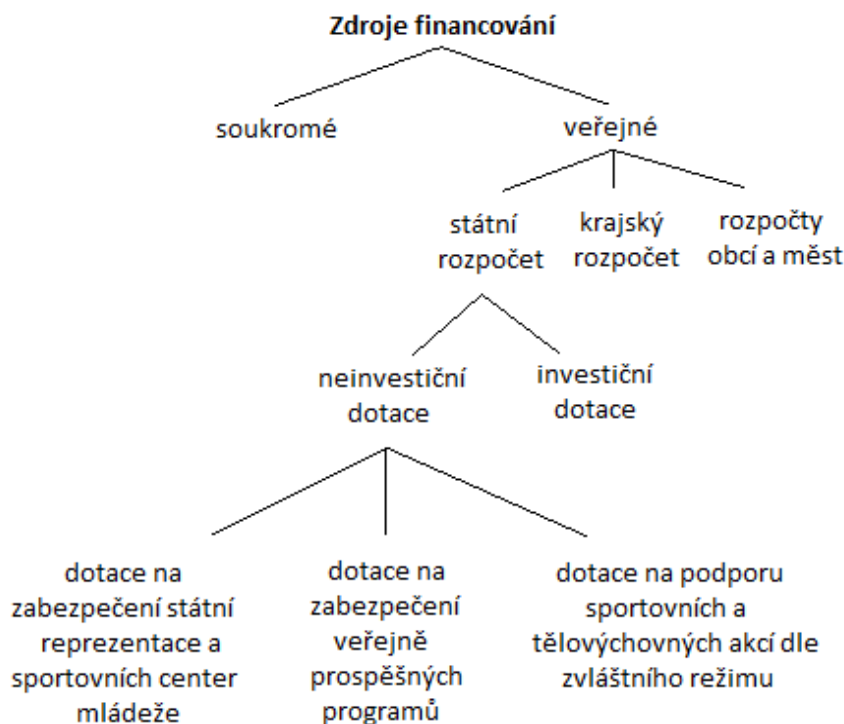 Zdroje financování
soukromé
veřejné
státní
rozpočet
krajský
rozpočet
rozpočty
obcí a měst
neinvestiční
dotace
investiční
dotace
dotace na
zabezpečení státní
reprezentace a
sportovních center
mládeže
dotace na
zabezpečení
veřejně
prospěšných
programů
dotace na podporu
sportovních a
tělovýchovných akcí dle
zvláštního režimu